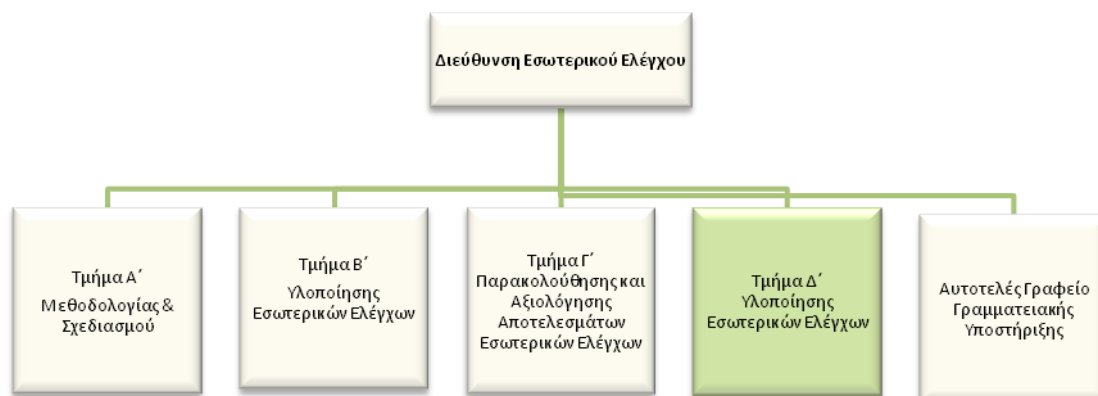 Διεύθυνση Εσωτερικού Ελέγχου
Τμήμα Α΄
Μεθοδολογίας &
Σχεδιασμού
Τμήμα Β΄
Υλοποίησης
Εσωτερικών Ελέγχων
Τμήμα Γ΄
Παρακολούθησης και
Αξιολόγησης
Αποτελεσμάτων
Εσωτερικών Ελέγχων
Τμήμα Δ΄
Υλοποίησης
Εσωτερικών Ελέγχων
Αυτοτελές Γραφείο
Γραμματειακής
Υποστήριξης